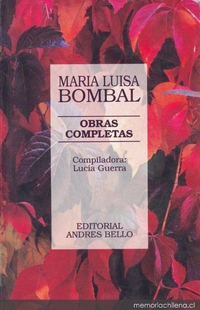 MARIA LUISA
BOMBAL
OBRAS
COMPLETAS
Compiladora:
Lucía Guerra
EDITORIAL
ANDRES BELLO
memoriachilena.cl